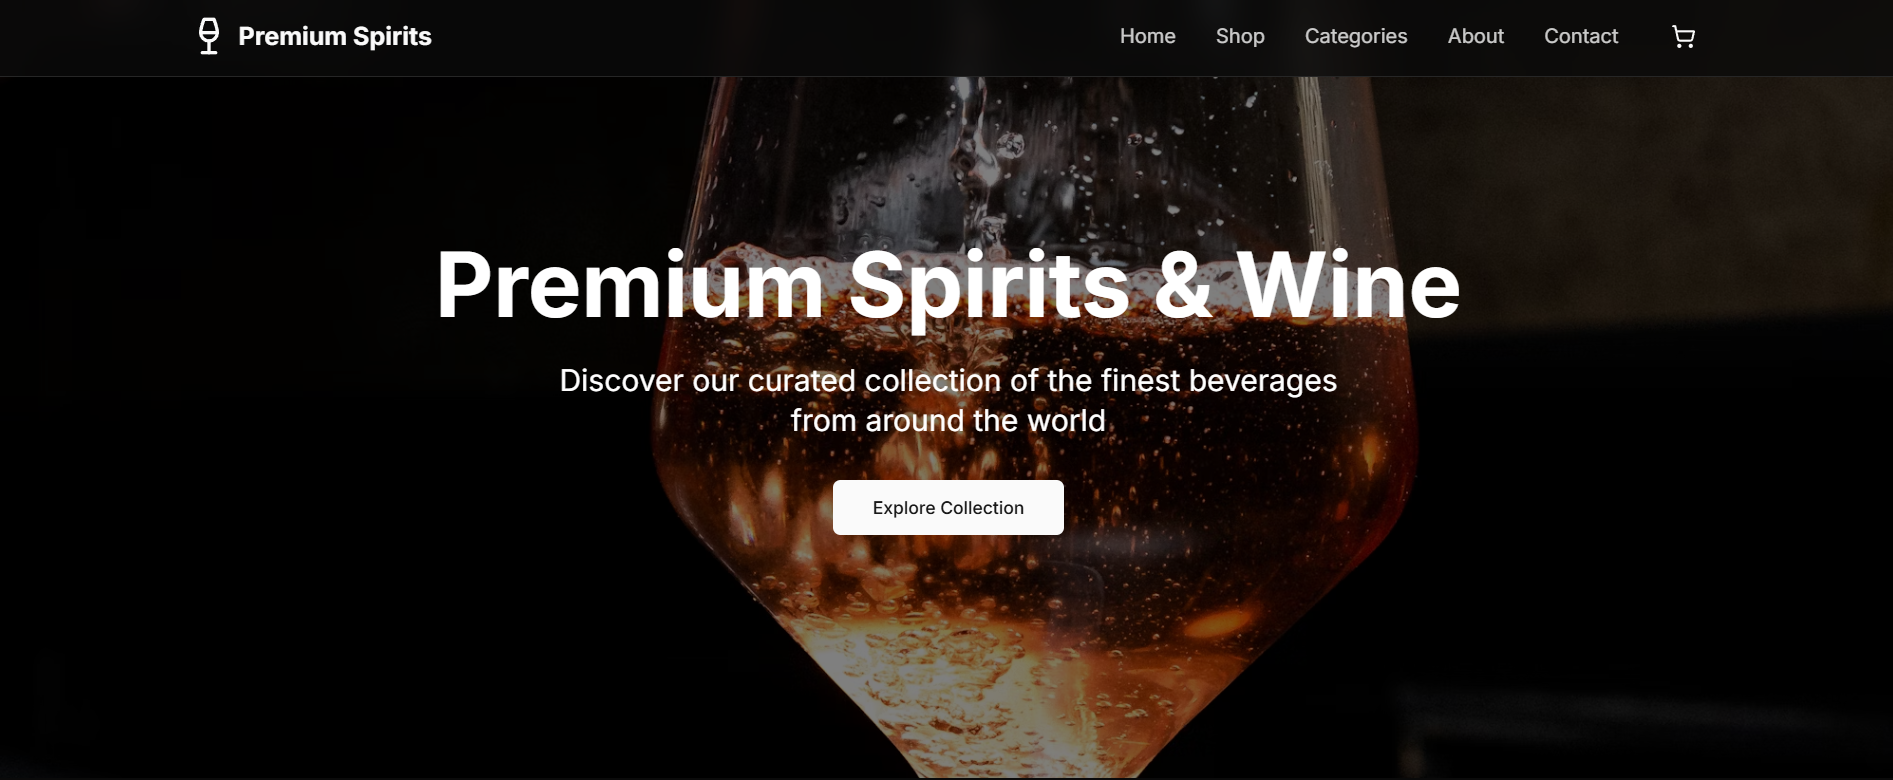 Premium Spirits
Home
Shop
Categories
About
Contact
Premium Spirits & Wine
Discover our curated collection of the finest beverages
from around the world
Explore Collection